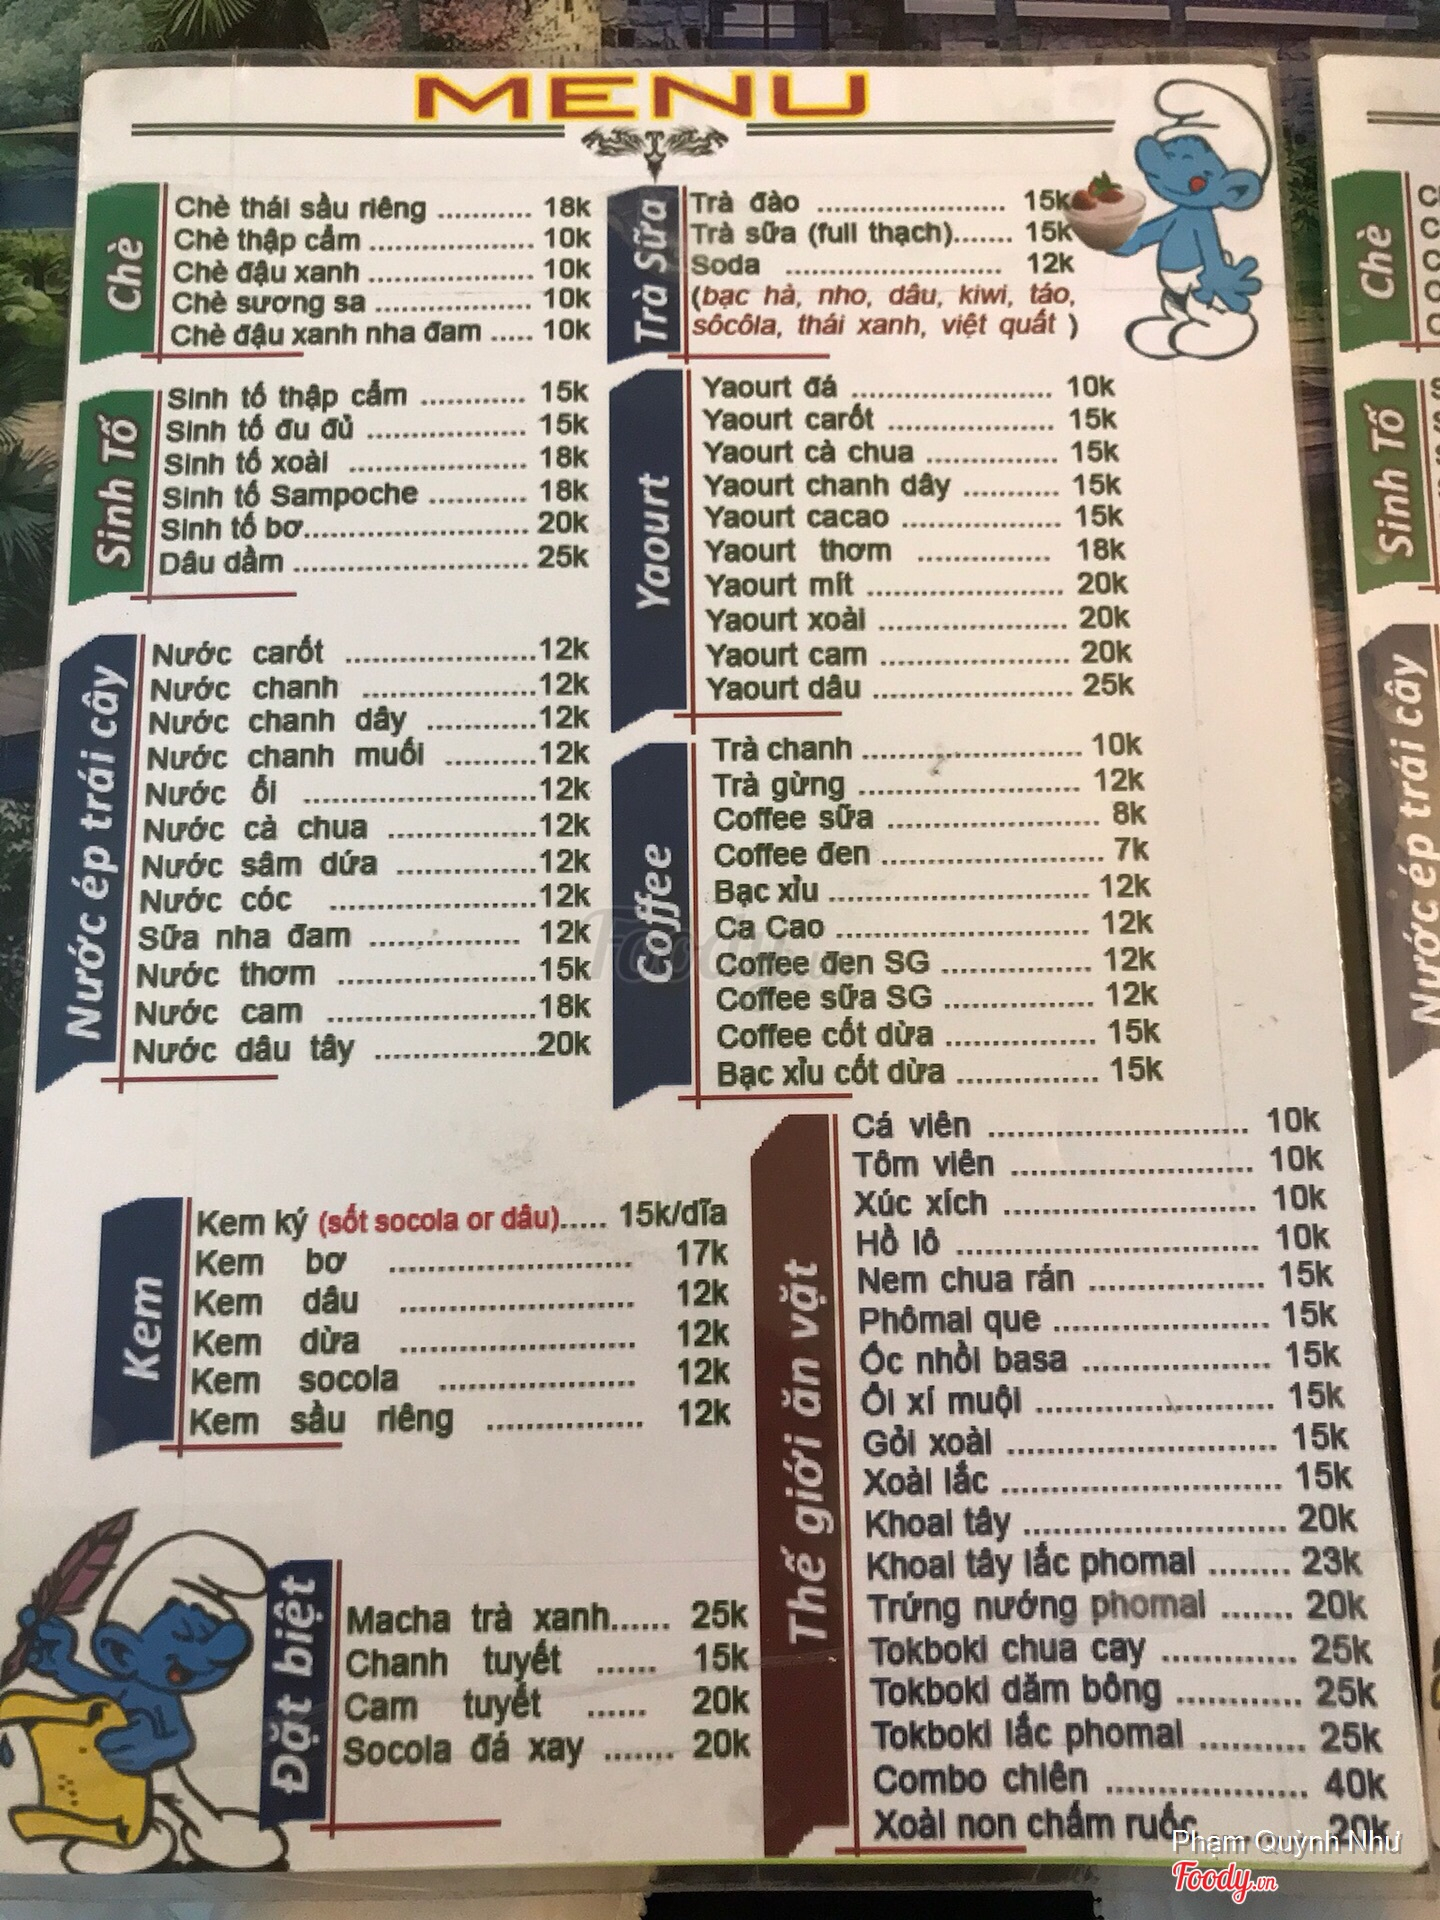 MENU
Chè
Chè thái sầu riêng ........... 18k
Chè thập cẩm .................. 10k
Chè đậu xanh ................... 10k
Chè sương sa .................. 10k
Chè đậu xanh nha đam ..... 10k
Sinh Tố
Sinh tố thập cẩm ............ 15k
Sinh tố đu đủ .................. 15k
Sinh tố xoài .................... 18k
Sinh tố Sampoche ........... 18k
Sinh tố bơ......................... 20k
Dâu dầm .......................... 25k
Nước ép trái cây
Nước carốt .....................12k
Nước chanh ...................12k
Nước chanh dây ............12k
Nước chanh muối ..........12k
Nước ổi ..........................12k
Nước cà chua ................12k
Nước sâm dứa ...............12k
Nước cóc .......................12k
Sữa nha đam ................. 12k
Nước thơm ......................15k
Nước cam .......................18k
Nước dâu tây ..................20k
Kem
Kem ký (sốt socola or dâu)..... 15k/dĩa
Kem bơ ........................... 17k
Kem dâu .......................... 12k
Kem dừa .......................... 12k
Kem socola ...................... 12k
Kem sầu riêng ................. 12k
Đặt biệt
Macha trà xanh...... 25k
Chanh tuyết ...... 15k
Cam tuyết ...... 20k
Socola đá xay ....... 20k
Trà Sữa
Trà đào ..................... 15k
Trà sữa (full thạch)....... 15k
Soda ........................ 12k
(bạc hà, nho, dâu, kiwi, táo,
sôcôla, thái xanh, việt quất )
Yaourt
Yaourt đá ....................... 10k
Yaourt carốt ................... 15k
Yaourt cà chua ............... 15k
Yaourt chanh dây ........... 15k
Yaourt cacao .................. 15k
Yaourt thơm ............... 18k
Yaourt mít ...................... 20k
Yaourt xoài ..................... 20k
Yaourt cam ..................... 20k
Yaourt dâu ...................... 25k
Coffee
Trà chanh ......................... 10k
Trà gừng .......................... 12k
Coffee sữa ........................ 8k
Coffee đen ......................... 7k
Bạc xỉu ............................. 12k
Ca Cao ............................. 12k
Coffee đen SG ................. 12k
Coffee sữa SG ................. 12k
Coffee cốt dừa ................. 15k
Bạc xỉu cốt dừa ................ 15k
Thế giới ăn vặt
Cá viên ............................ 10k
Tôm viên ......................... 10k
Xúc xích .......................... 10k
Hồ lô ................................ 10k
Nem chua rán .................. 15k
Phômai que ...................... 15k
Ốc nhồi basa .................... 15k
Ổi xí muội ........................ 15k
Gỏi xoài ........................... 15k
Xoài lắc ............................ 15k
Khoai tây .......................... 20k
Khoai tây lắc phomai ........ 23k
Trứng nướng phomai ....... 20k
Tokboki chua cay ............. 25k
Tokboki dăm bông ............ 25k
Tokboki lắc phomai .......... 25k
Combo chiên .................... 40k
Xoài non chấm ruốc ..... 20k
Chè
Sinh Tố
Nước ép trái cây
Foody
Phạm Quỳnh Như
Foody.vn